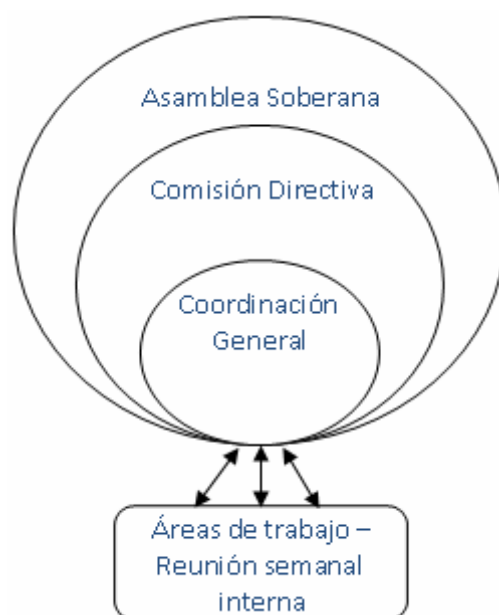 Asamblea Soberana
Comisión Directiva
Coordinación
General
Áreas de trabajo –
Reunión semanal
interna